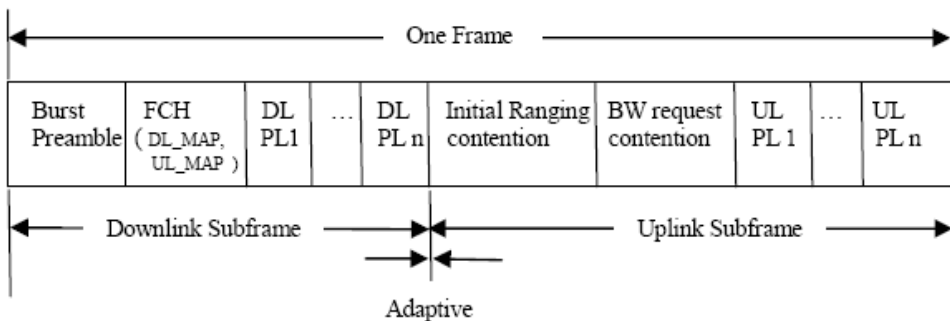 One Frame
Burst Preamble
FCH ( DL_MAP, UL_MAP )
DL PL1
...
DL PL n
Initial Ranging contention
BW request contention
UL PL 1
...
UL PL n
Downlink Subframe
Uplink Subframe
Adaptive